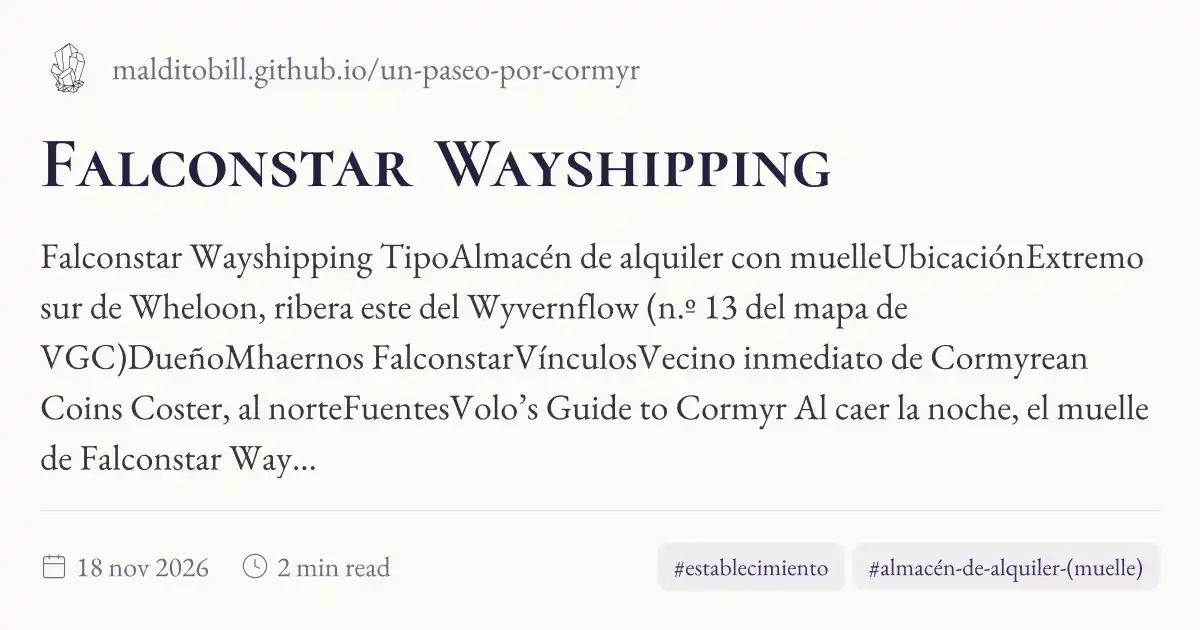 malditobill.github.io/un-paseo-por-cormyr
Falconstar Wayshipping
Falconstar Wayshipping TipoAlmacén de alquiler con muelleUbicaciónExtremo
sur de Wheloon, ribera este del Wyvernflow (n.º 13 del mapa de
VGC)DueñoMhaernos FalconstarVínculosVecino inmediato de Cormyrean
Coins Coster, al norteFuentesVolo’s Guide to Cormyr Al caer la noche, el muelle
de Falconstar Way...
18 nov 2026
2 min read
#establecimiento
#almacén-de-alquiler-(muelle)